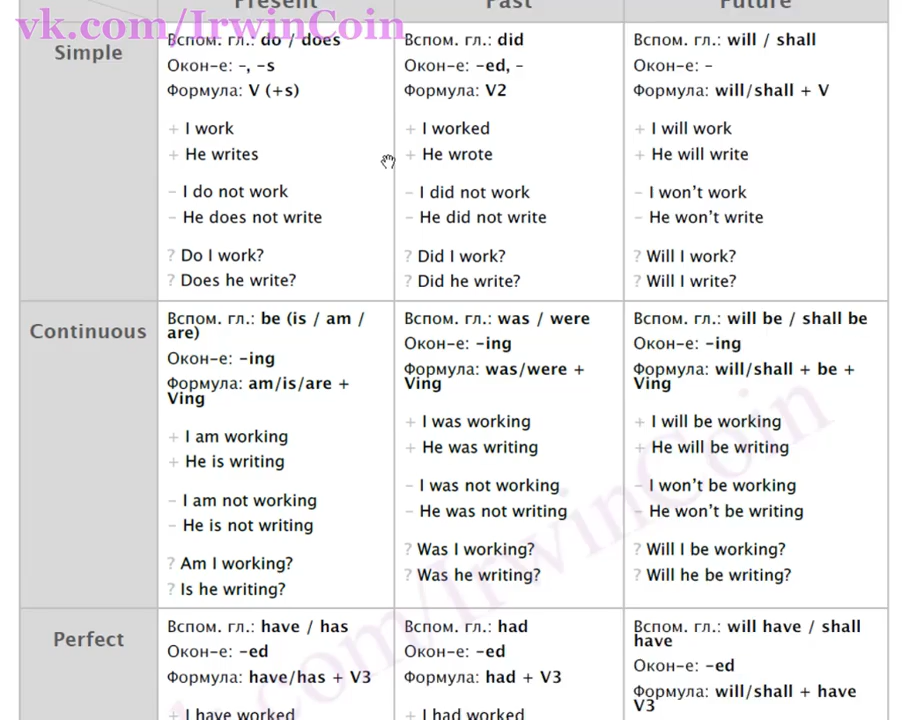 Present
Past
Future
vk.com/IrwinCoin
Simple
Вспом. гл.: do / does
Окон-е: –, –s
Формула: V (+s)
+ I work
+ He writes
– I do not work
– He does not write
? Do I work?
? Does he write?
Вспом. гл.: did
Окон-е: –ed, –
Формула: V2
+ I worked
+ He wrote
– I did not work
– He did not write
? Did I work?
? Did he write?
Вспом. гл.: will / shall
Окон-е: –
Формула: will/shall + V
+ I will work
+ He will write
– I won’t work
– He won’t write
? Will I work?
? Will I write?
Continuous
Вспом. гл.: be (is / am /
are)
Окон-е: –ing
Формула: am/is/are +
Ving
+ I am working
+ He is writing
– I am not working
– He is not writing
? Am I working?
? Is he writing?
Вспом. гл.: was / were
Окон-е: –ing
Формула: was/were +
Ving
+ I was working
+ He was writing
– I was not working
– He was not writing
? Was I working?
? Was he writing?
Вспом. гл.: will be / shall be
Окон-е: –ing
Формула: will/shall + be +
Ving
+ I will be working
+ He will be writing
– I won’t be working
– He won’t be writing
? Will I be working?
? Will he be writing?
Perfect
Вспом. гл.: have / has
Окон-е: –ed
Формула: have/has + V3
+ I have worked
Вспом. гл.: had
Окон-е: –ed
Формула: had + V3
+ I had worked
Вспом. гл.: will have / shall
have
Окон-е: –ed
Формула: will/shall + have
V3
.com/IrwinCoin